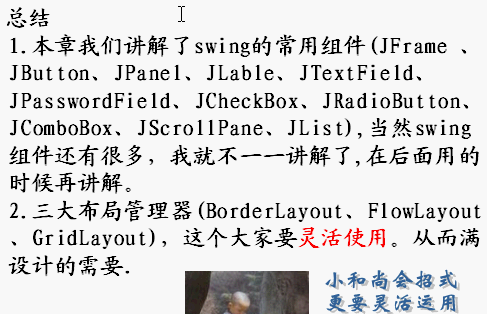 总结
1.本章我们讲解了swing的常用组件(JFrame 、
JButton、JPanel、JLable、JTextField、
JPasswordField、JCheckBox、JRadioButton、
JComboBox、JScrollPane、JList),当然swing
组件还有很多，我就不一一讲解了,在后面用的
时候再讲解。
2.三大布局管理器(BorderLayout、FlowLayout
、GridLayout)，这个大家要灵活使用。从而满
设计的需要.
小和尚会招式
更要灵活运用